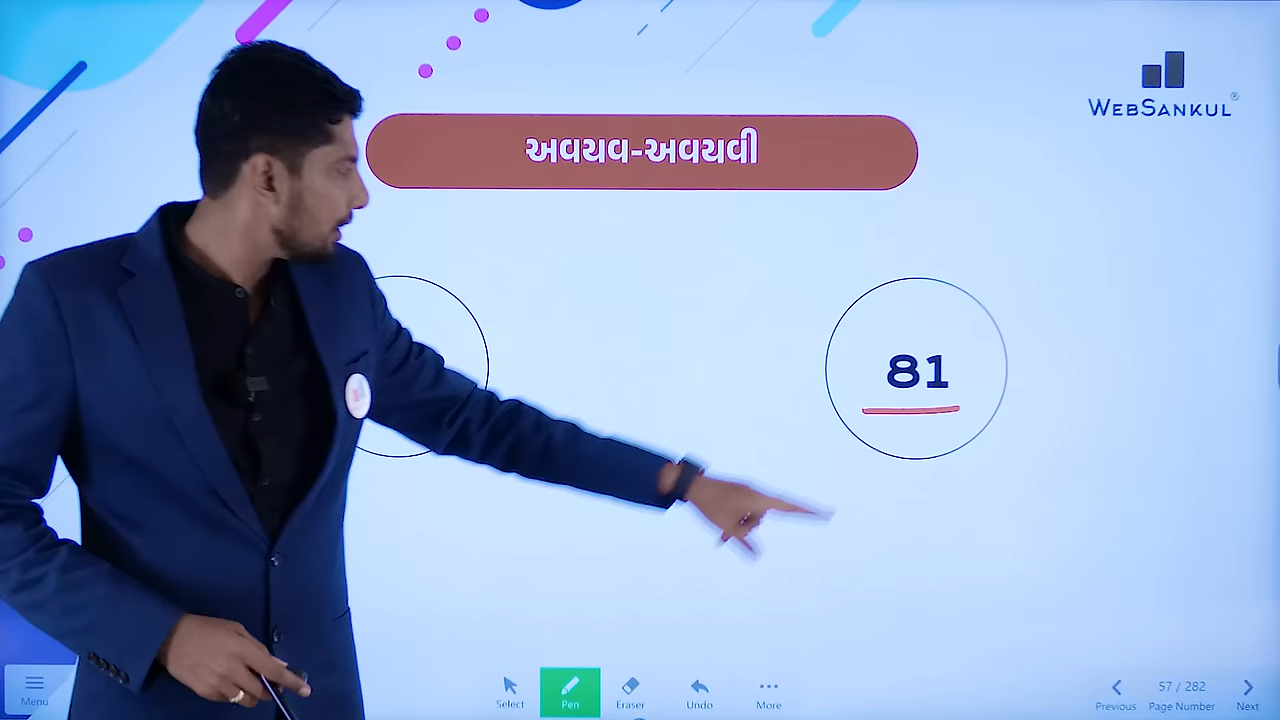 WEBSANKUL®
અવયવ-અવયવી
81
Menu
Select
Pen
Eraser
Undo
More
Previous
57 / 282
Page Number
Next